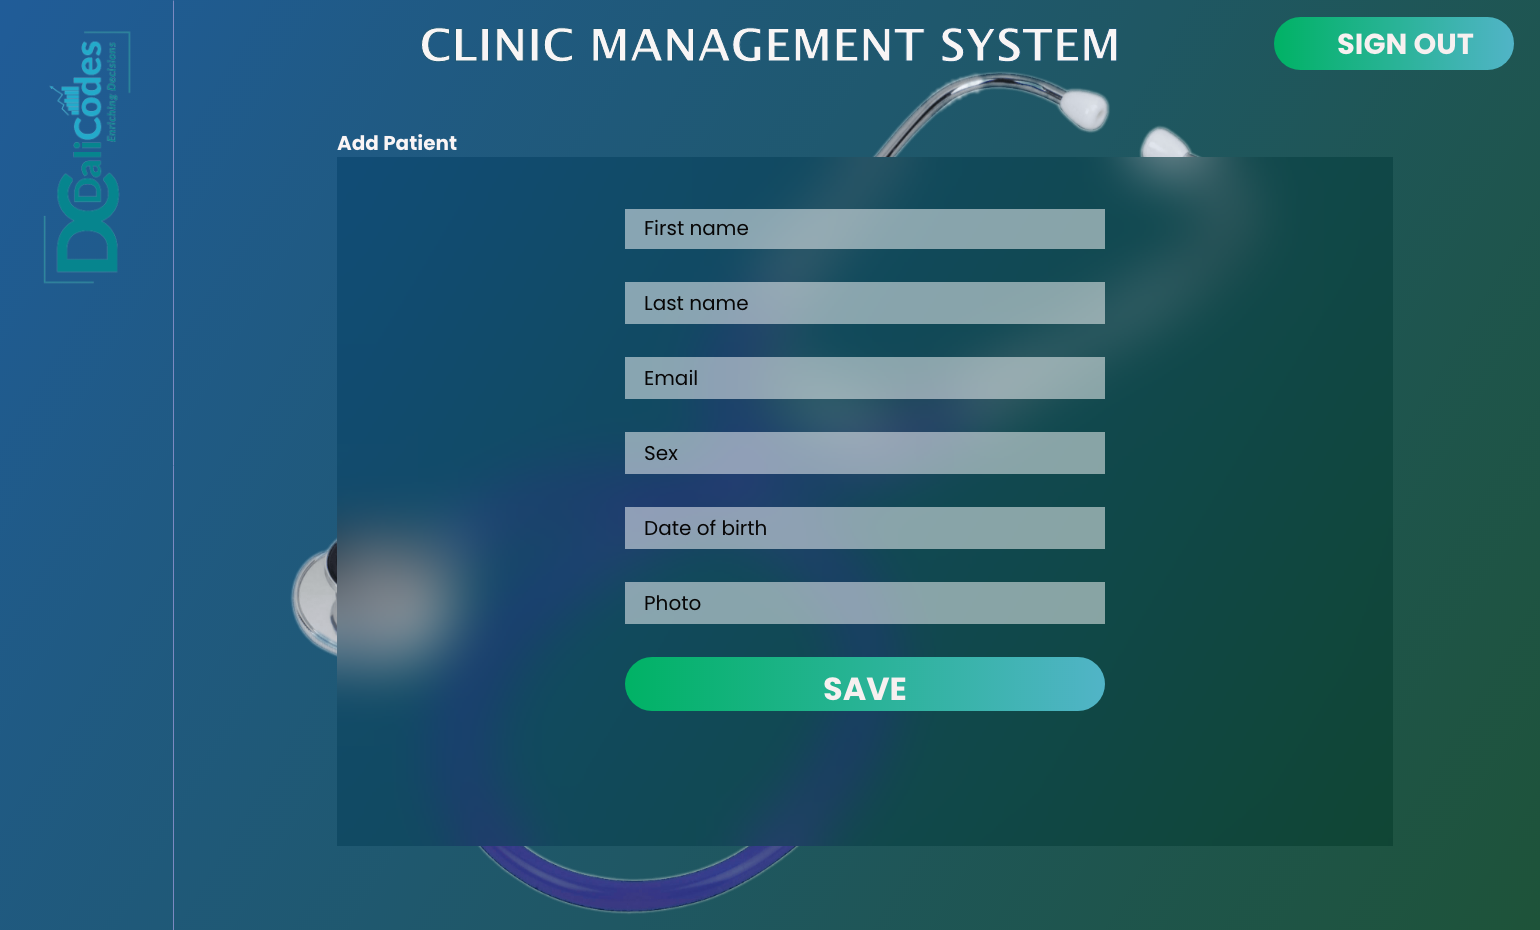 CLINIC MANAGEMENT SYSTEM
SIGN OUT
DC DaliCodes
Enriching Decisions
Add Patient
First name
Last name
Email
Sex
Date of birth
Photo
SAVE